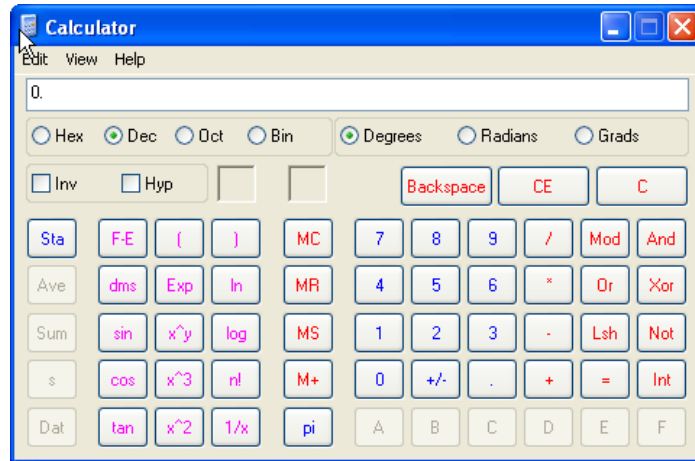 Calculator
Edit View Help
0.
Hex Dec Oct Bin Degrees Radians Grads
Inv Hyp Backspace CE C
Sta F-E ( ) MC 7 8 9 / Mod And
Ave dms Exp ln MR 4 5 6 * Or Xor
Sum sin x^y log MS 1 2 3 - Lsh Not
s cos x^3 n! M+ 0 +/- . + = Int
Dat tan x^2 1/x pi A B C D E F